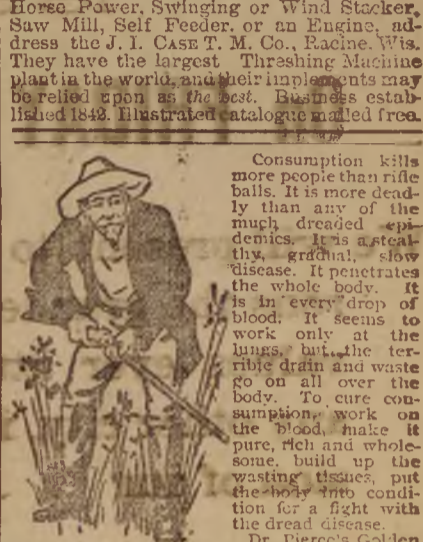 Horse Power, Swinging or Wind Stacker,
Saw Mill, Self Feeder, or an Engine, ad-
dress the J. I. CASE T. M. Co., Racine, Wis.
They have the largest Threshing Machine
plant in the world, and their implements may
be relied upon as the best. Business estab-
lished 1842. Illustrated catalogue mailed free.
Consumption kills
more people than rifle
balls. It is more dead-
ly than any of the
much dreaded epi-
demics. It is a steal-
thy, gradual, slow
disease. It penetrates
the whole body. It
is in every drop of
blood. It seems to
work only at the
lungs, but the ter-
rible drain and waste
go on all over the
body. To cure con-
sumption, work on
the blood, make it
pure, rich and whole-
some, build up the
wasting tissues, put
the body into condi-
tion for a fight with
the dread disease.
Dr. Pierce's Golden